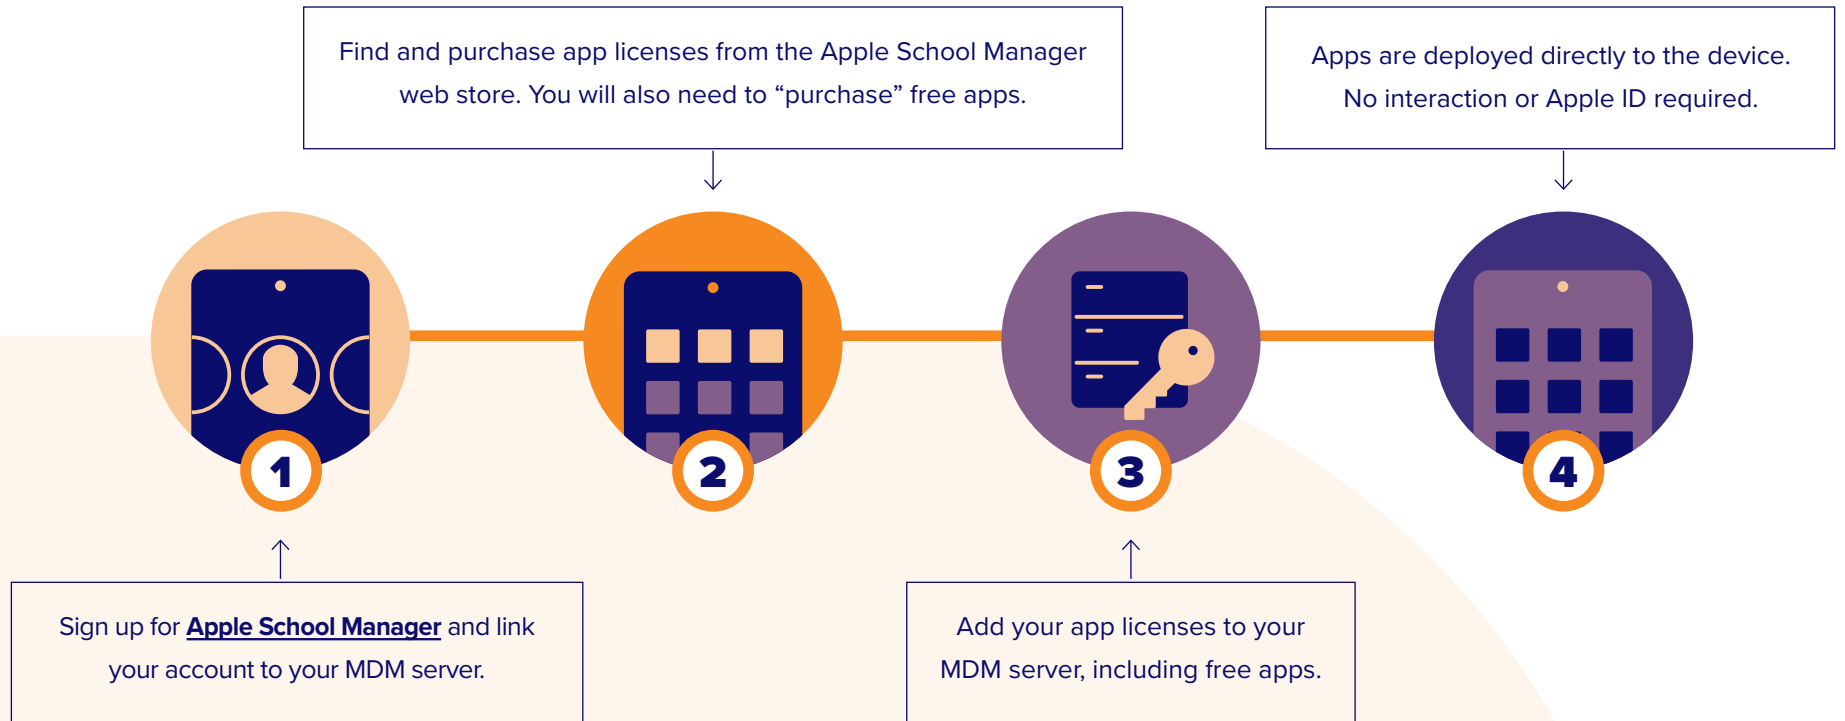 Find and purchase app licenses from the Apple School Manager
web store. You will also need to “purchase” free apps.
Apps are deployed directly to the device.
No interaction or Apple ID required.
1
2
3
4
Sign up for Apple School Manager and link
your account to your MDM server.
Add your app licenses to your
MDM server, including free apps.